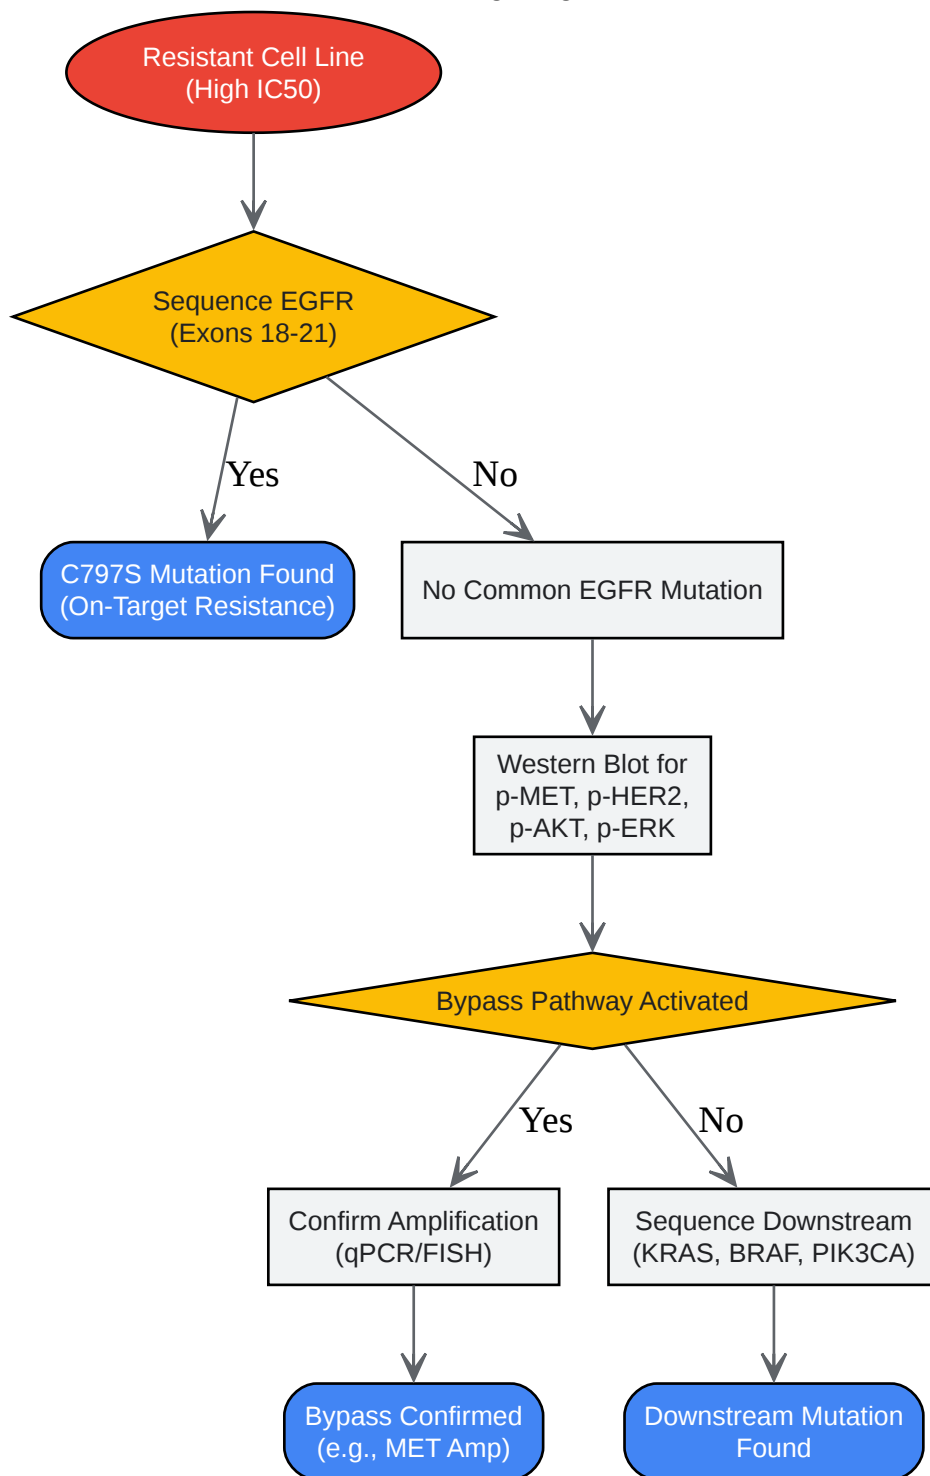 Resistant Cell Line
(High IC50)
Sequence EGFR
(Exons 18-21)
Yes
No
C797S Mutation Found
(On-Target Resistance)
No Common EGFR Mutation
Western Blot for
p-MET, p-HER2,
p-AKT, p-ERK
Bypass Pathway Activated
Yes
No
Confirm Amplification
(qPCR/FISH)
Sequence Downstream
(KRAS, BRAF, PIK3CA)
Bypass Confirmed
(e.g., MET Amp)
Downstream Mutation
Found